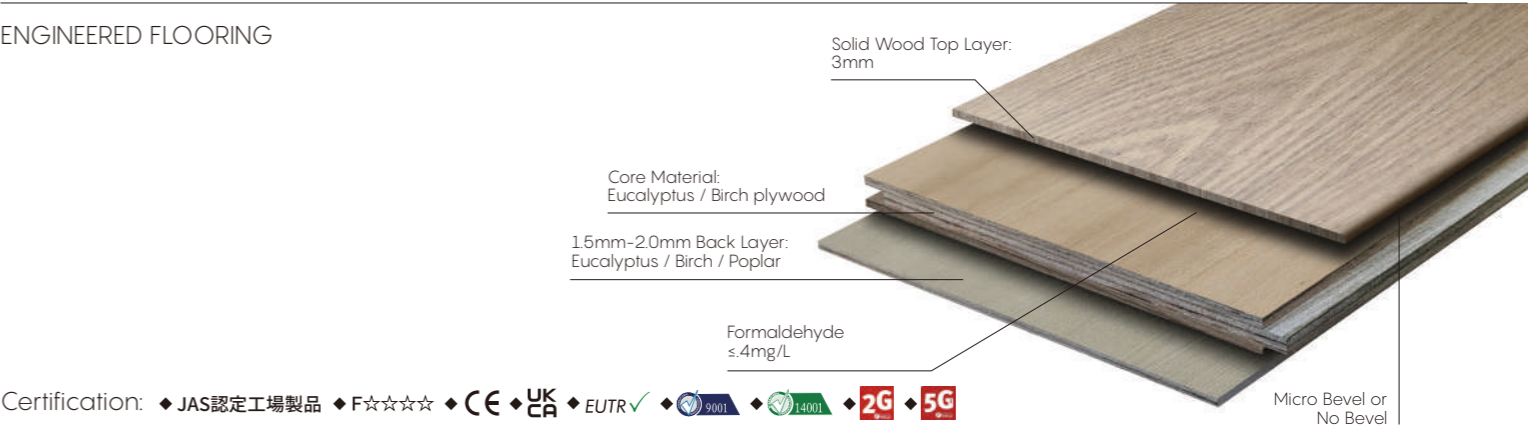 ENGINEERED FLOORING
Solid Wood Top Layer:
3mm
Core Material:
Eucalyptus / Birch plywood
1.5mm-2.0mm Back Layer:
Eucalyptus / Birch / Poplar
Formaldehyde
≤.4mg/L
Micro Bevel or
No Bevel
Certification: ◆ JAS認定工場製品 ◆ F☆☆☆☆ ◆ CE ◆ UK CA ◆ EUTR✓ ◆ 9001 ◆ 14001 ◆ 2G ◆ 5G